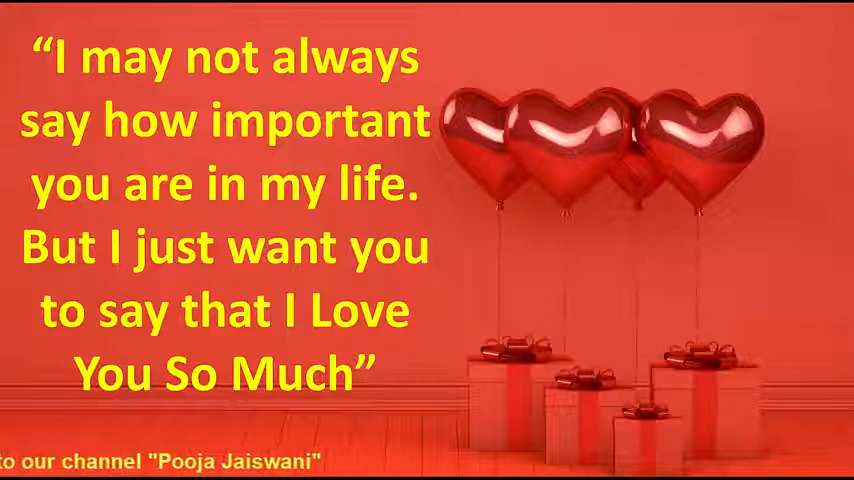 “I may not always
say how important
you are in my life.
But I just want you
to say that I Love
You So Much”
to our channel "Pooja Jaiswani"